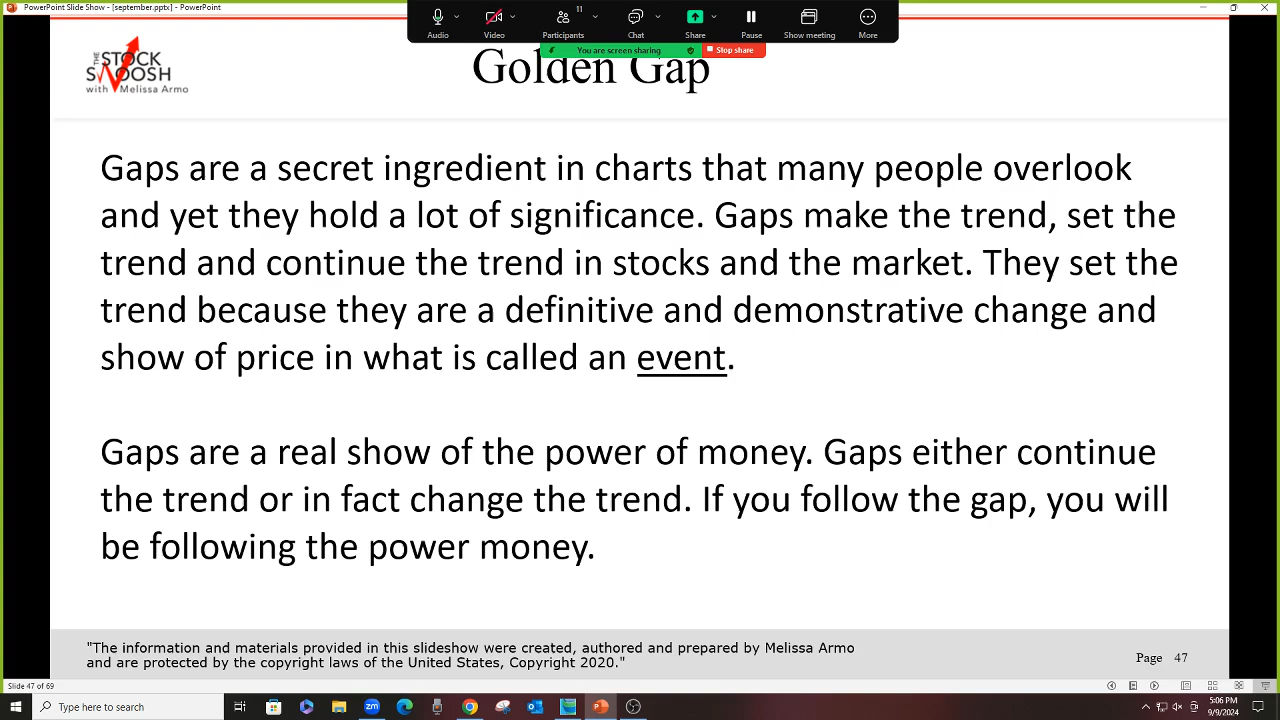 PowerPoint Slide Show - [september.pptx] - PowerPoint
11
Audio Video Participants Chat Share Pause Show meeting More
You are screen sharing Stop share
THE STOCK SWOOSH
with Melissa Armo
Golden Gap
Gaps are a secret ingredient in charts that many people overlook
and yet they hold a lot of significance. Gaps make the trend, set the
trend and continue the trend in stocks and the market. They set the
trend because they are a definitive and demonstrative change and
show of price in what is called an event.
Gaps are a real show of the power of money. Gaps either continue
the trend or in fact change the trend. If you follow the gap, you will
be following the power money.
"The information and materials provided in this slideshow were created, authored and prepared by Melissa Armo
and are protected by the copyright laws of the United States, Copyright 2020."
Page 47
Slide 47 of 69
Type here to search
5:06 PM
9/9/2024